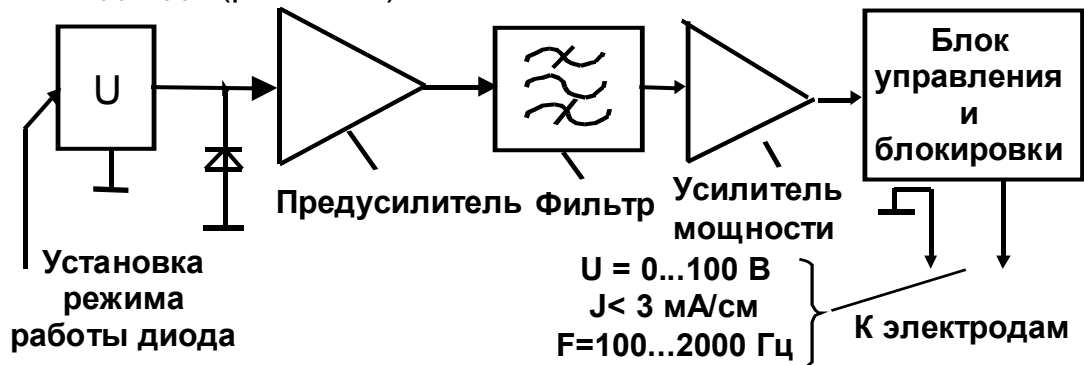 U
Блок
управления
и
блокировки
Предусилитель
Фильтр
Усилитель
мощности
Установка
режима
работы диода
U = 0...100 В
J< 3 мА/см
F=100...2000 Гц
К электродам